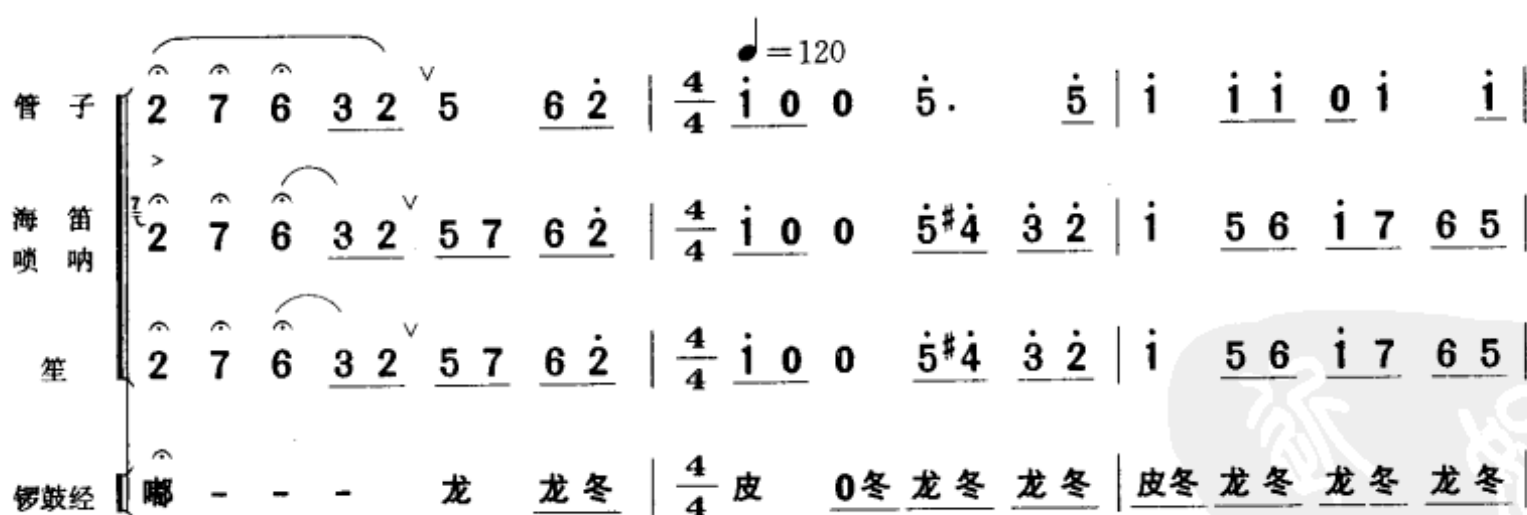 ♩=120
管子 2 7 6 3 2 5 6 2̇ | 4/4 1̇ 0 0 5̇. 5̇ | 1̇ 1̇ 1̇ 0 1̇ 1̇ |
海笛 唢呐 2 7 6 3 2 5 7 6 2̇ | 4/4 1̇ 0 0 5̇ #4̇ 3̇ 2̇ | 1̇ 5 6 1̇ 7 6 5 |
笙 2 7 6 3 2 5 7 6 2̇ | 4/4 1̇ 0 0 5̇ #4̇ 3̇ 2̇ | 1̇ 5 6 1̇ 7 6 5 |
锣鼓经 嘟 - - - 龙 龙冬 | 4/4 皮 0冬 龙冬 龙冬 | 皮冬 龙冬 龙冬 龙冬 |